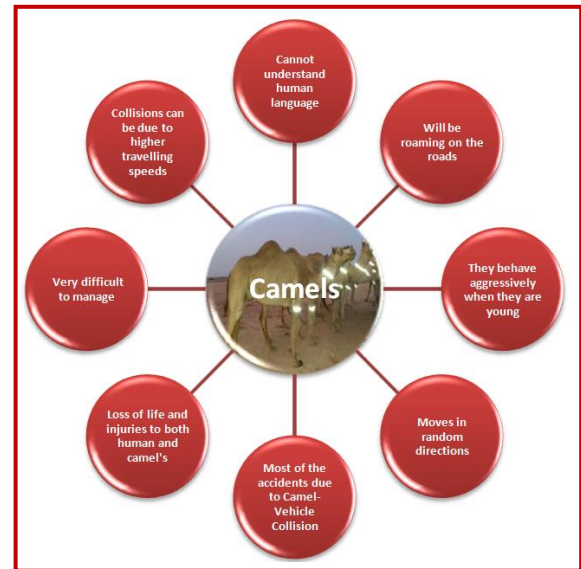 Cannot
understand
human
language
Will be
roaming on the
roads
They behave
aggressively
when they are
young
Moves in
random
directions
Most of the
accidents due
to Camel-
Vehicle
Collision
Loss of life and
injuries to both
human and
camel's
Very difficult
to manage
Collisions can
be due to
higher
travelling
speeds
Camels